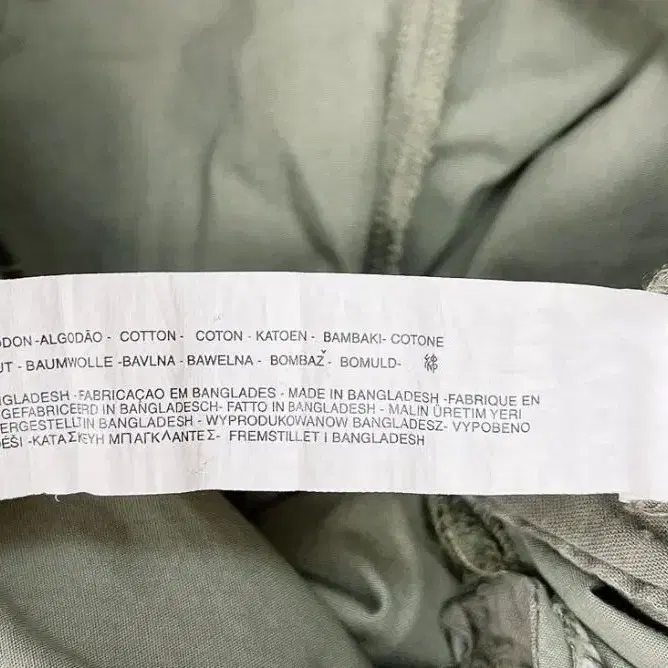 ODON -ALGODÃO - COTTON - COTON - KATOEN - BAMBAKI- COTONE
UT - BAUMWOLLE -BAVLNA - BAWELNA - BOMBAŽ - BOMULD-
GLADESH -FABRICAÇAO EM BANGLADES - MADE IN BANGLADESH -FABRIQUE EN
GEFABRICEERD IN BANGLADESCH- FATTO IN BANGLADESH - MALIN ÜRETIM YERI
ERGESTELLT IN BANGLADESH - WYPRODUKOWANOW BANGLADESZ- VYPOBENO
DĚSI -ΚΑΤΑΣΚΕΥΗ ΜΠΑΓΚΛΑΝΤΕΣ- FREMSTILLET I BANGLADESH